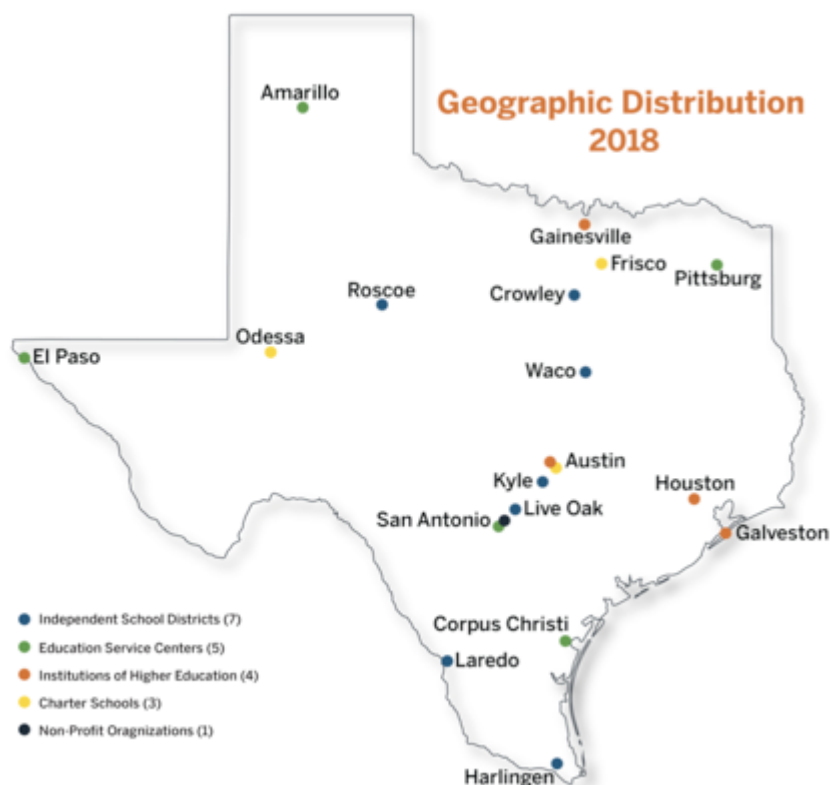 Amarillo
Geographic Distribution
2018
Gainesville
Frisco
Pittsburg
Roscoe
Crowley
Odessa
El Paso
Waco
Austin
Kyle
Houston
San Antonio
Live Oak
Galveston
Corpus Christi
Laredo
Harlingen
Independent School Districts (7)
Education Service Centers (5)
Institutions of Higher Education (4)
Charter Schools (3)
Non-Profit Oragnizations (1)